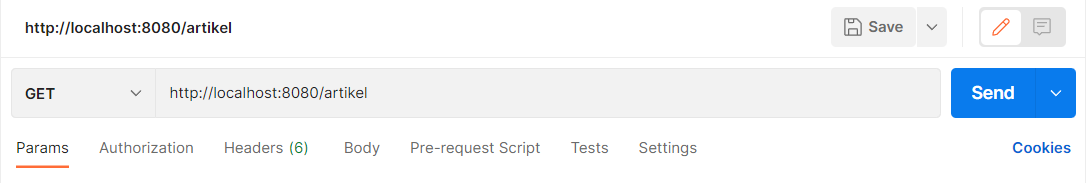 http://localhost:8080/artikel
Save
GET http://localhost:8080/artikel Send
Params Authorization Headers (6) Body Pre-request Script Tests Settings Cookies